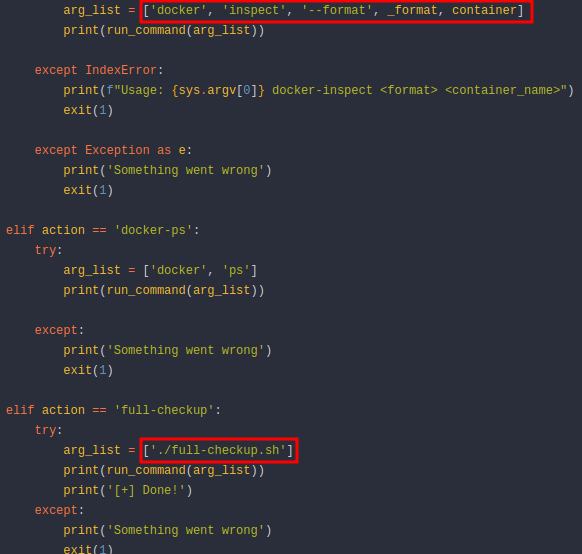 arg_list = ['docker', 'inspect', '--format', _format, container]
print(run_command(arg_list))
except IndexError:
print(f"Usage: {sys.argv[0]} docker-inspect <format> <container_name>")
exit(1)
except Exception as e:
print('Something went wrong')
exit(1)
elif action == 'docker-ps':
try:
arg_list = ['docker', 'ps']
print(run_command(arg_list))
except:
print('Something went wrong')
exit(1)
elif action == 'full-checkup':
try:
arg_list = ['./full-checkup.sh']
print(run_command(arg_list))
print('[+] Done!')
except:
print('Something went wrong')
exit(1)